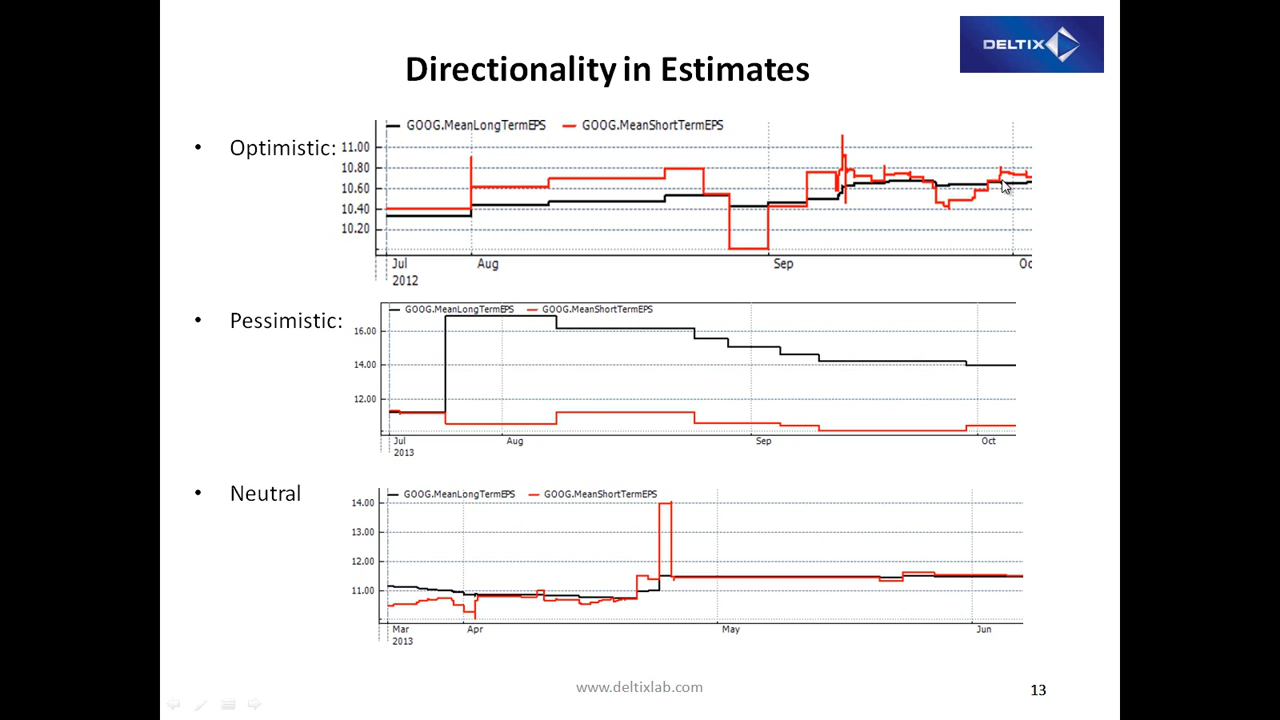 DELTIX
Directionality in Estimates
• Optimistic:
GOOG.MeanLongTermEPS GOOG.MeanShortTermEPS
11.00
10.80
10.60
10.40
10.20
Jul Aug Sep Oc
2012
• Pessimistic:
GOOG.MeanLongTermEPS GOOG.MeanShortTermEPS
16.00
14.00
12.00
Jul Aug Sep Oct
2013
• Neutral
GOOG.MeanLongTermEPS GOOG.MeanShortTermEPS
14.00
13.00
12.00
11.00
Mar Apr May Jun
2013
www.deltixlab.com
13